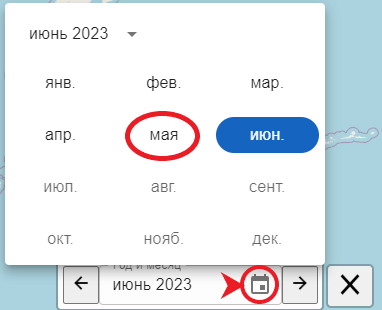 июнь 2023
янв. фев. мар.
апр. мая июн.
июл. авг. сент.
окт. нояб. дек.
Год и месяц
июнь 2023